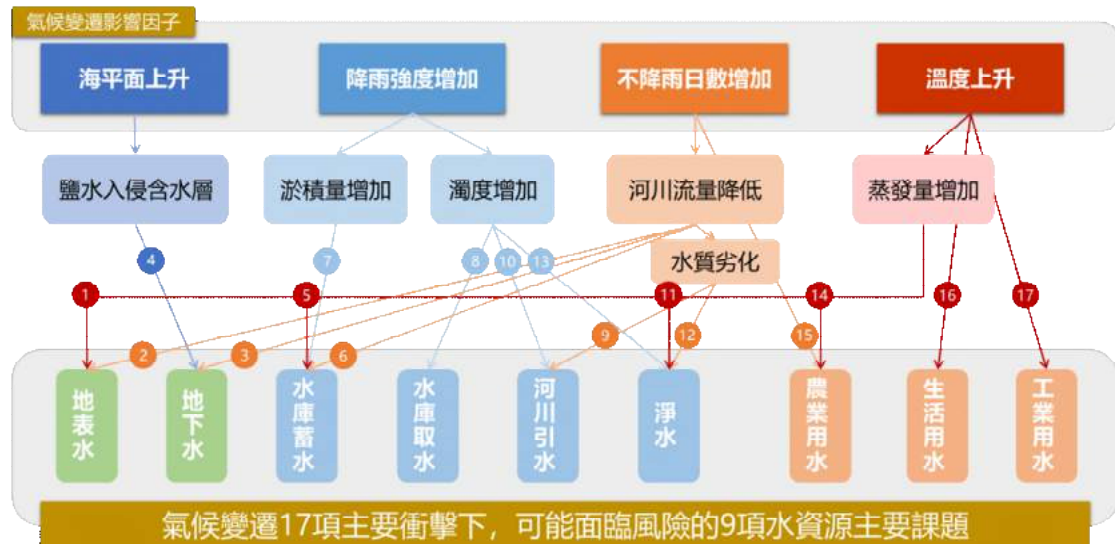 氣候變遷影響因子
海平面上升
降雨強度增加
不降雨日數增加
溫度上升
鹽水入侵含水層
淤積量增加
濁度增加
河川流量降低
蒸發量增加
水質劣化
4
7
8
10
13
1
5
11
14
16
17
2
3
6
9
12
15
地表水
地下水
水庫蓄水
水庫取水
河川引水
淨水
農業用水
生活用水
工業用水
氣候變遷17項主要衝擊下，可能面臨風險的9項水資源主要課題